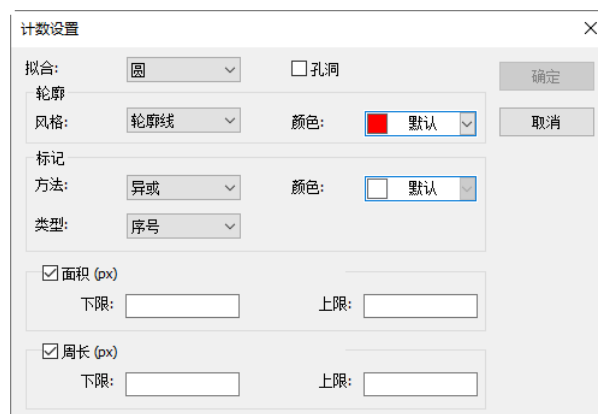 计数设置
拟合: 圆 孔洞 确定
轮廓
风格: 轮廓线 颜色: 默认 取消
标记
方法: 异或 颜色: 默认
类型: 序号
面积 (px)
下限: 上限:
周长 (px)
下限: 上限: